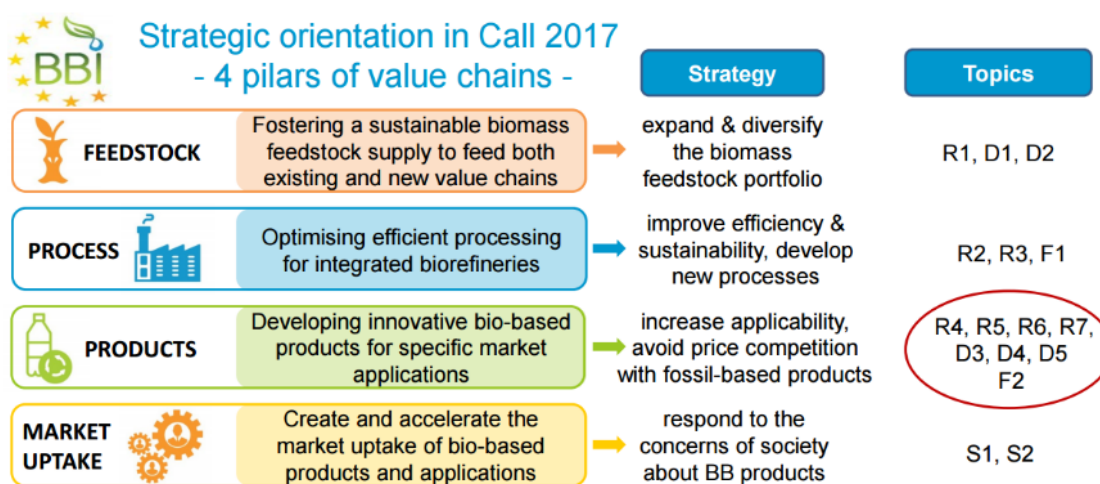 BBI
Strategic orientation in Call 2017
- 4 pilars of value chains -
Strategy
Topics
FEEDSTOCK
Fostering a sustainable biomass
feedstock supply to feed both
existing and new value chains
expand & diversify
the biomass
feedstock portfolio
R1, D1, D2
PROCESS
Optimising efficient processing
for integrated biorefineries
improve efficiency &
sustainability, develop
new processes
R2, R3, F1
PRODUCTS
Developing innovative bio-based
products for specific market
applications
increase applicability,
avoid price competition
with fossil-based products
R4, R5, R6, R7,
D3, D4, D5
F2
MARKET
UPTAKE
Create and accelerate the
market uptake of bio-based
products and applications
respond to the
concerns of society
about BB products
S1, S2